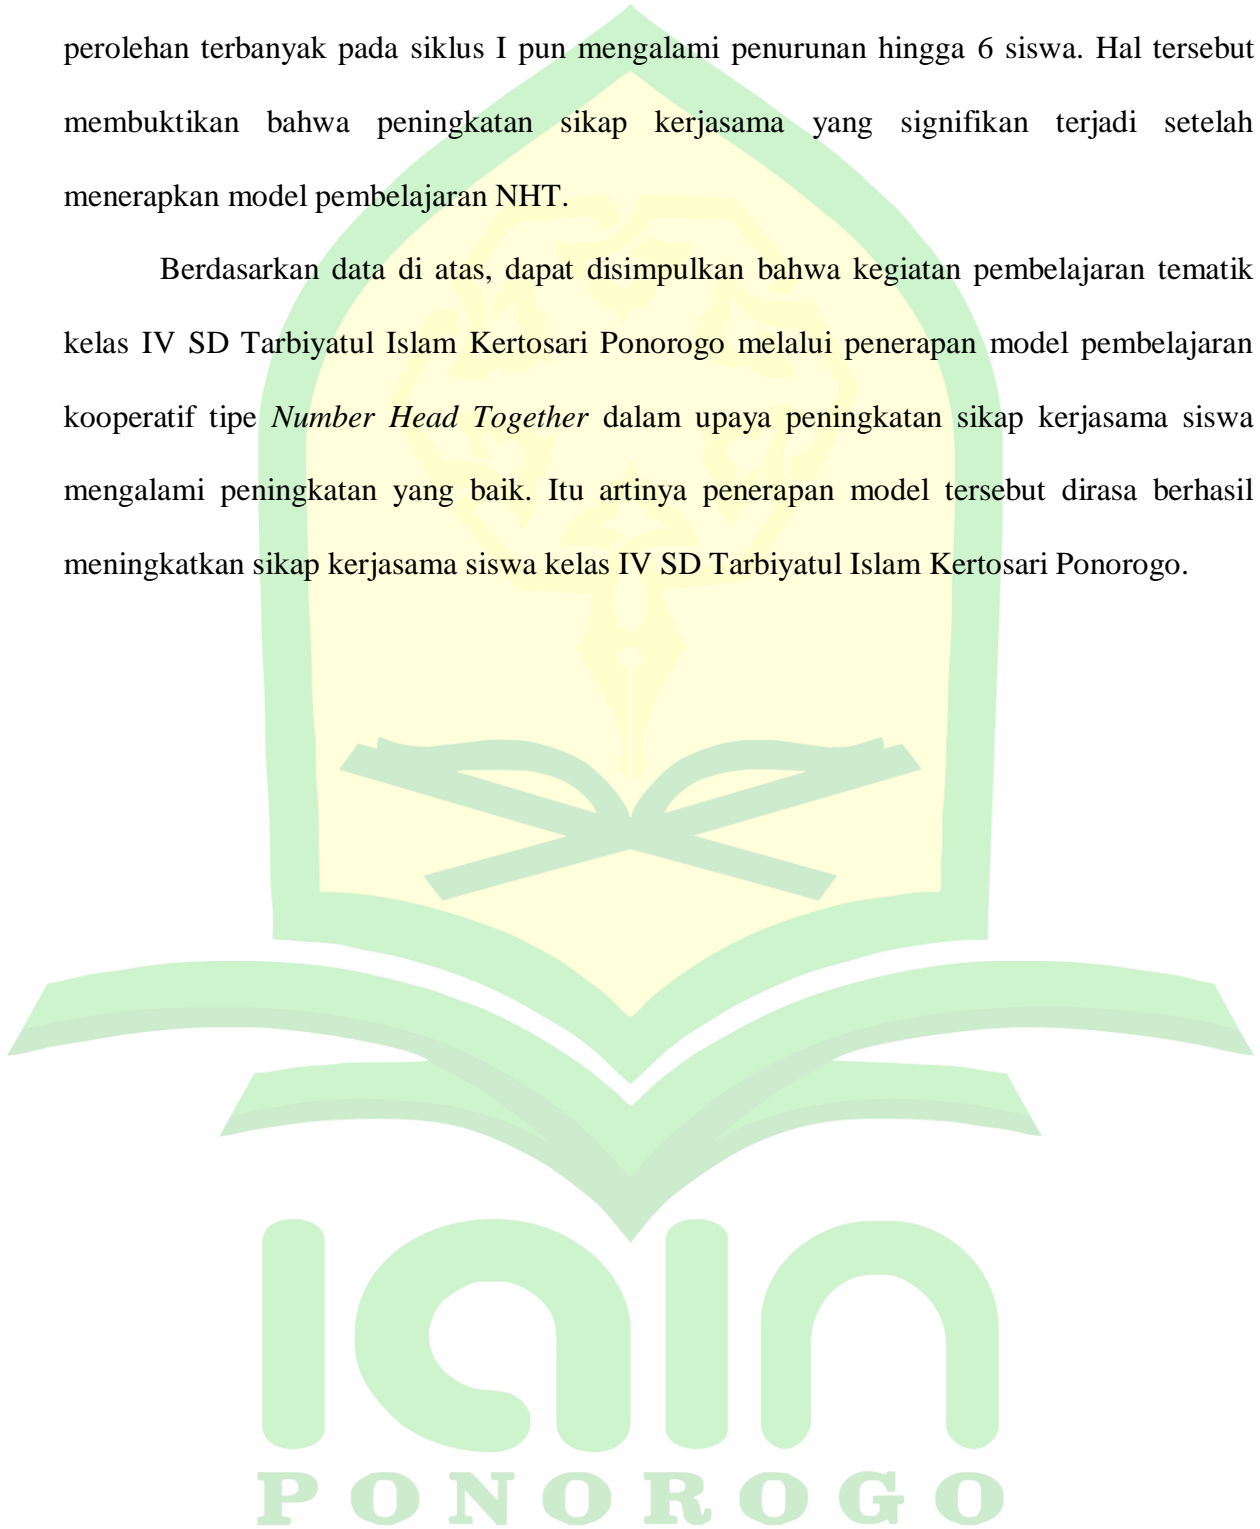 perolehan terbanyak pada siklus I pun mengalami penurunan hingga 6 siswa. Hal tersebut
membuktikan bahwa peningkatan sikap kerjasama yang signifikan terjadi setelah
menerapkan model pembelajaran NHT.
Berdasarkan data di atas, dapat disimpulkan bahwa kegiatan pembelajaran tematik
kelas IV SD Tarbiyatul Islam Kertosari Ponorogo melalui penerapan model pembelajaran
kooperatif tipe Number Head Together dalam upaya peningkatan sikap kerjasama siswa
mengalami peningkatan yang baik. Itu artinya penerapan model tersebut dirasa berhasil
meningkatkan sikap kerjasama siswa kelas IV SD Tarbiyatul Islam Kertosari Ponorogo.
iain
PONOROGO